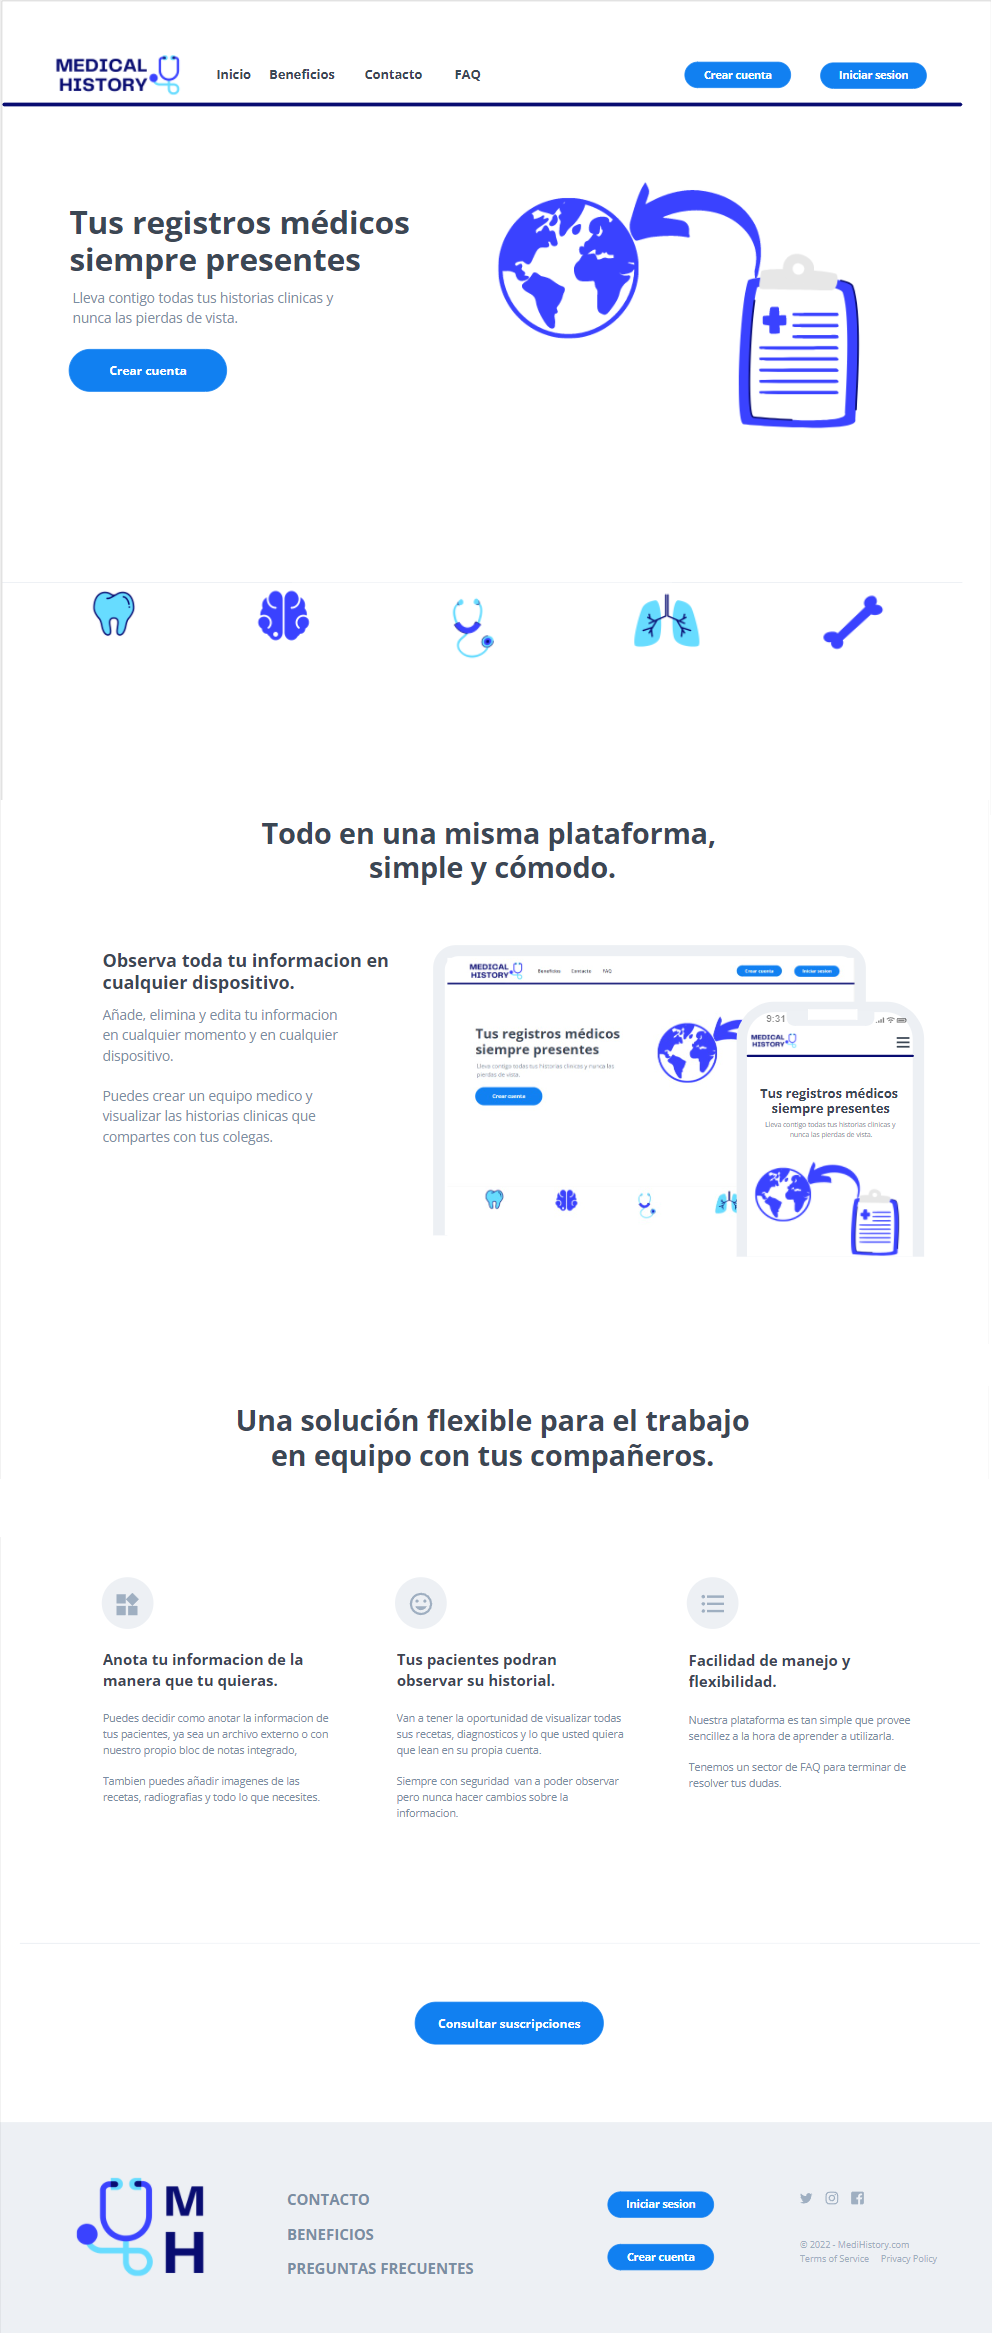 MEDICAL
HISTORY
Inicio Beneficios Contacto FAQ
Crear cuenta Iniciar sesion
Tus registros médicos
siempre presentes
Lleva contigo todas tus historias clinicas y
nunca las pierdas de vista.
Crear cuenta
Todo en una misma plataforma,
simple y cómodo.
Observa toda tu informacion en
cualquier dispositivo.
Añade, elimina y edita tu informacion
en cualquier momento y en cualquier
dispositivo.
Puedes crear un equipo medico y
visualizar las historias clinicas que
compartes con tus colegas.
MEDICAL
HISTORY
Beneficios Contacto FAQ
Crear cuenta Iniciar sesion
Tus registros médicos
siempre presentes
Lleva contigo todas tus historias clinicas y nunca las
pierdas de vista.
Crear cuenta
9:31
MEDICAL
HISTORY
Tus registros médicos
siempre presentes
Lleva contigo todas tus historias clinicas y
nunca las pierdas de vista.
Una solución flexible para el trabajo
en equipo con tus compañeros.
Anota tu informacion de la
manera que tu quieras.
Puedes decidir como anotar la informacion de
tus pacientes, ya sea un archivo externo o con
nuestro propio bloc de notas integrado,
Tambien puedes añadir imagenes de las
recetas, radiografias y todo lo que necesites.
Tus pacientes podran
observar su historial.
Van a tener la oportunidad de visualizar todas
sus recetas, diagnosticos y lo que usted quiera
que lean en su propia cuenta.
Siempre con seguridad van a poder observar
pero nunca hacer cambios sobre la
informacion.
Facilidad de manejo y
flexibilidad.
Nuestra plataforma es tan simple que provee
sencillez a la hora de aprender a utilizarla.
Tenemos un sector de FAQ para terminar de
resolver tus dudas.
Consultar suscripciones
M
H
CONTACTO
BENEFICIOS
PREGUNTAS FRECUENTES
Iniciar sesion
Crear cuenta
© 2022 - MediHistory.com
Terms of Service Privacy Policy